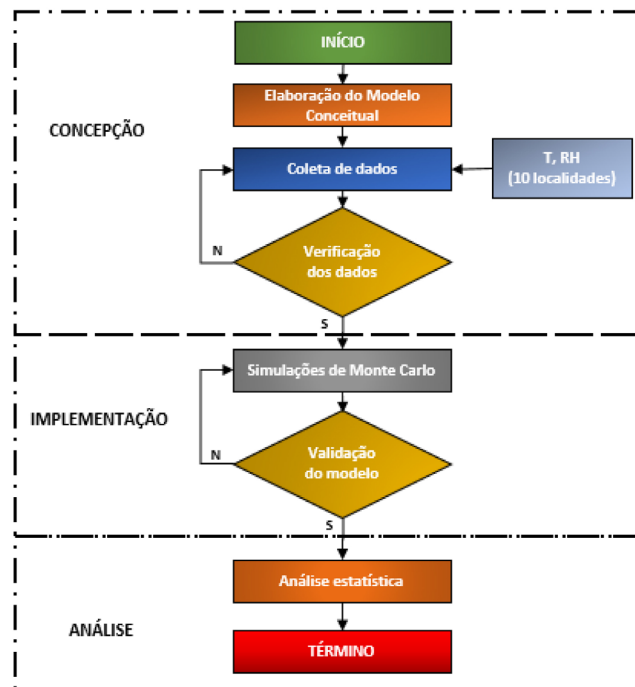 INÍCIO
Elaboração do Modelo
Conceitual
CONCEPÇÃO
Coleta de dados
T, RH
(10 localidades)
N
Verificação
dos dados
S
Simulações de Monte Carlo
IMPLEMENTAÇÃO
N
Validação
do modelo
S
Análise estatística
ANÁLISE
TÉRMINO